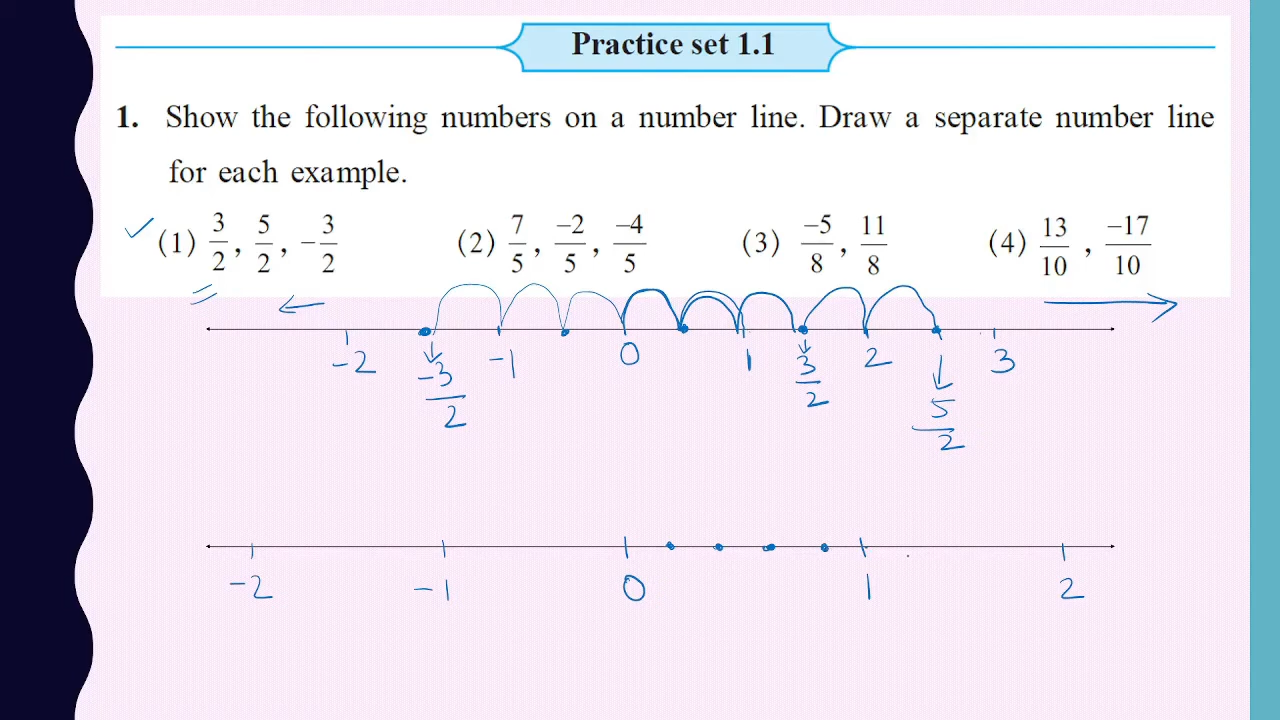 Practice set 1.1
1. Show the following numbers on a number line. Draw a separate number line
for each example.
(1) 3/2, 5/2, -3/2 (2) 7/5, -2/5, -4/5 (3) -5/8, 11/8 (4) 13/10, -17/10
-2 -3/2 -1 0 1 3/2 2 5/2 3
-2 -1 0 1 2